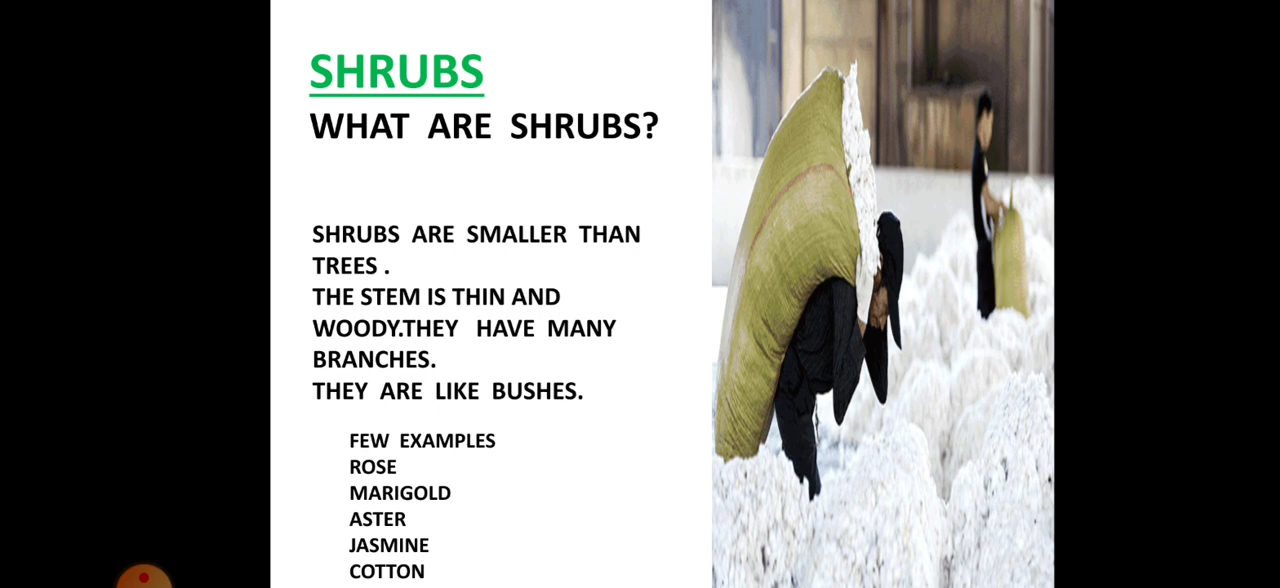 SHRUBS
WHAT ARE SHRUBS?
SHRUBS ARE SMALLER THAN
TREES .
THE STEM IS THIN AND
WOODY.THEY HAVE MANY
BRANCHES.
THEY ARE LIKE BUSHES.
FEW EXAMPLES
ROSE
MARIGOLD
ASTER
JASMINE
COTTON